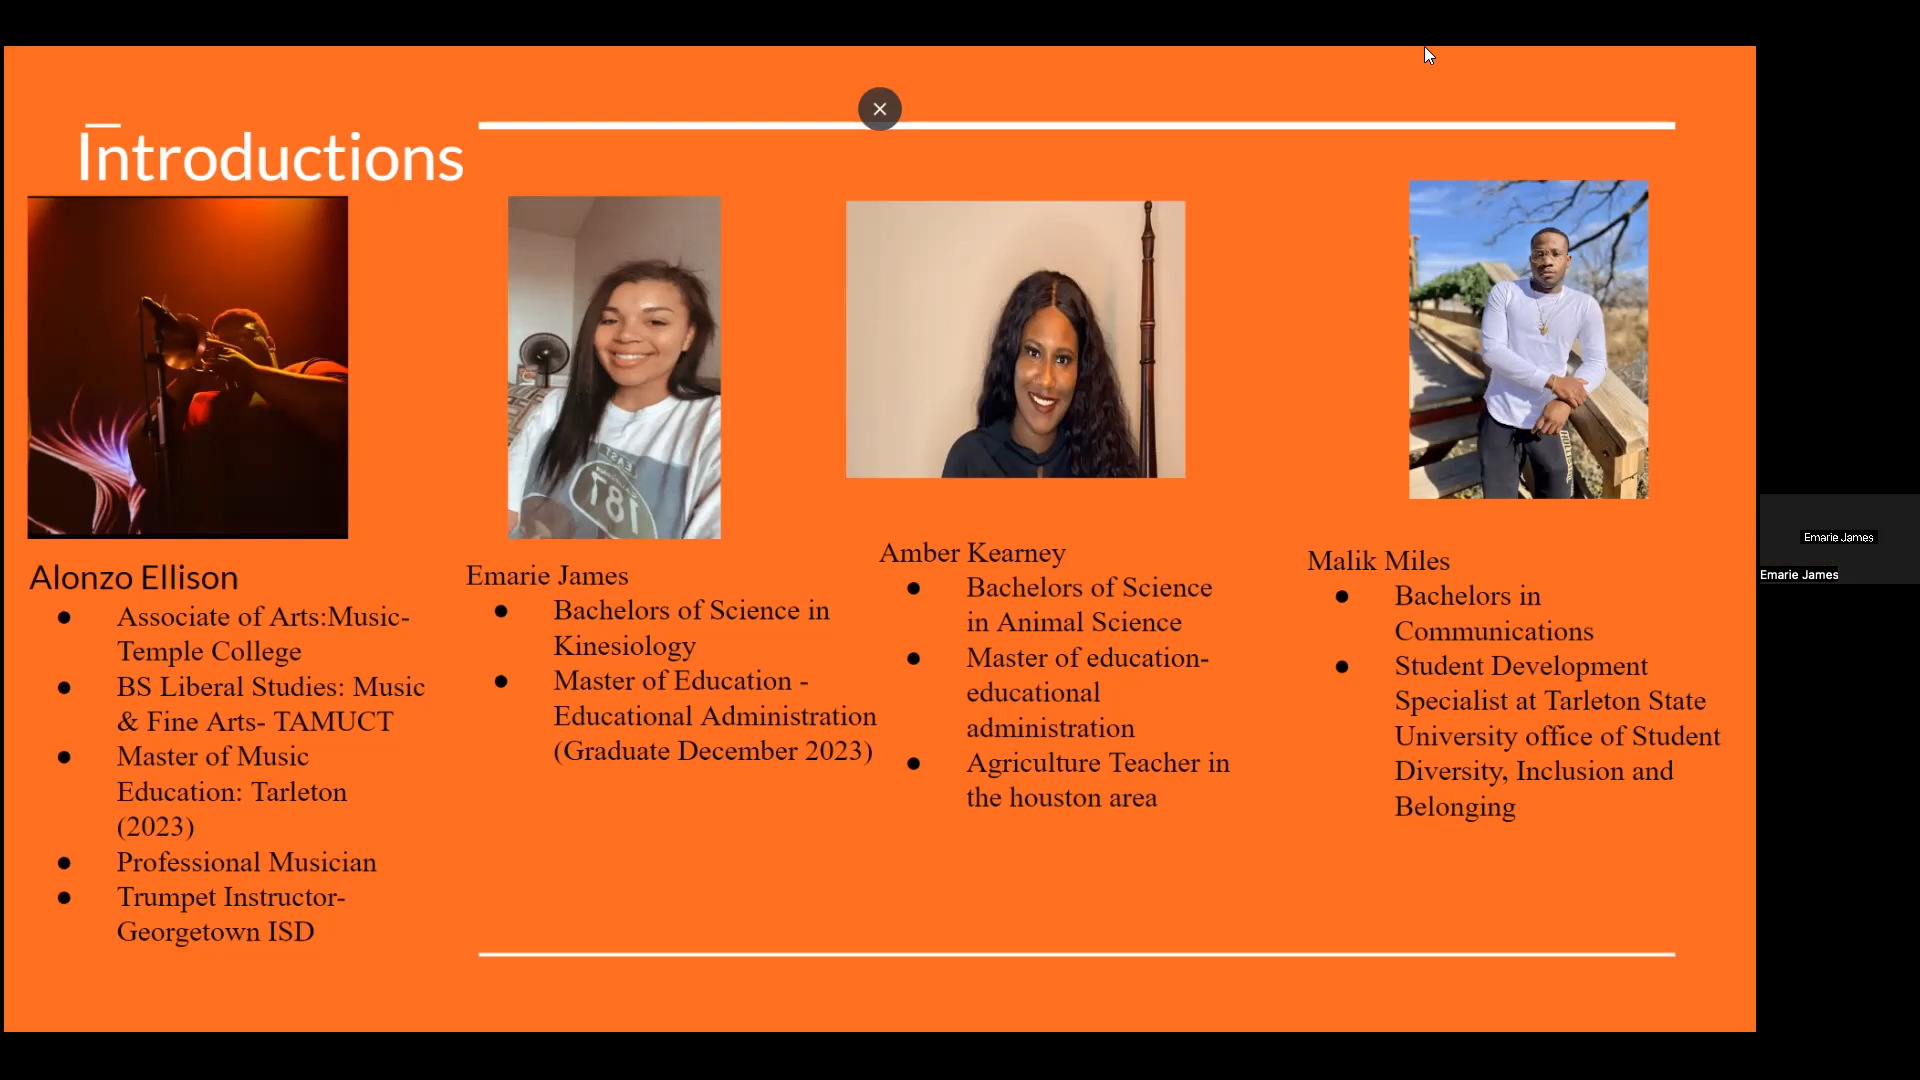 Introductions
Alonzo Ellison
● Associate of Arts:Music-
Temple College
● BS Liberal Studies: Music
& Fine Arts- TAMUCT
● Master of Music
Education: Tarleton
(2023)
● Professional Musician
● Trumpet Instructor-
Georgetown ISD
Emarie James
● Bachelors of Science in
Kinesiology
● Master of Education -
Educational Administration
(Graduate December 2023)
Amber Kearney
● Bachelors of Science
in Animal Science
● Master of education-
educational
administration
● Agriculture Teacher in
the houston area
Malik Miles
● Bachelors in
Communications
● Student Development
Specialist at Tarleton State
University office of Student
Diversity, Inclusion and
Belonging
Emarie James
Emarie James
EAST
187